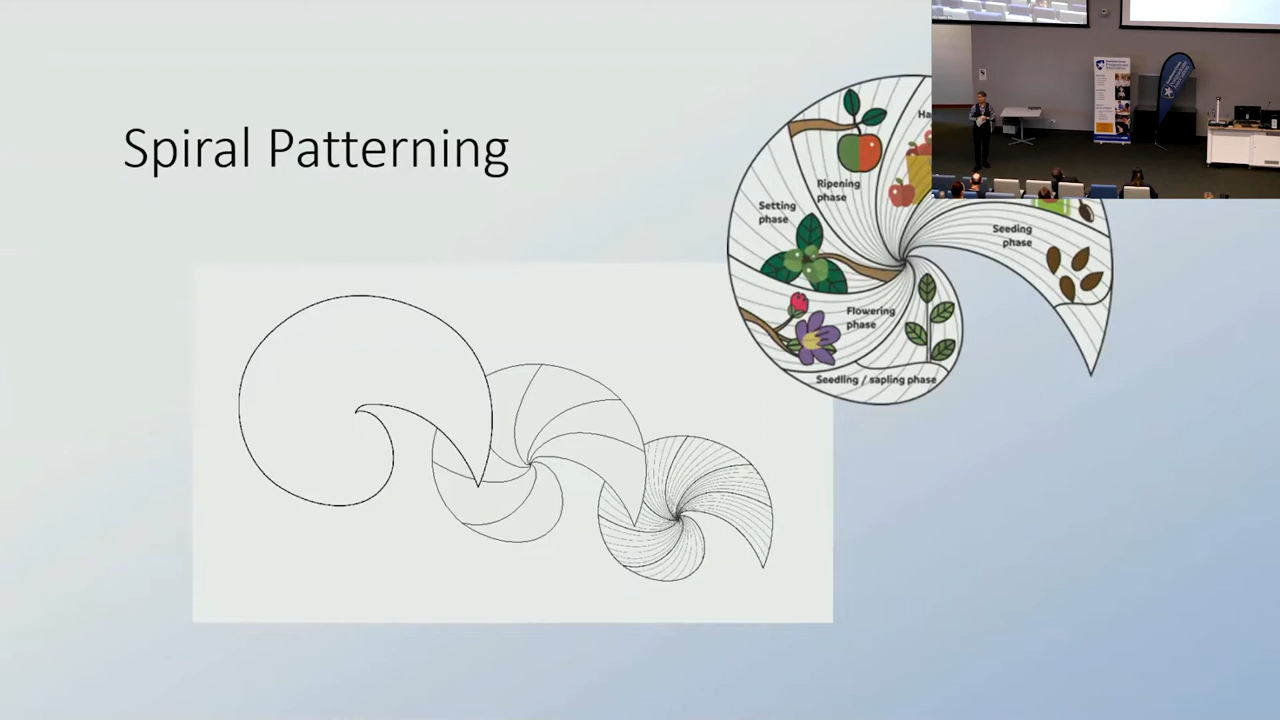 Spiral Patterning
Ripening
phase
Setting
phase
Seeding
phase
Flowering
phase
Seedling / sapling phase